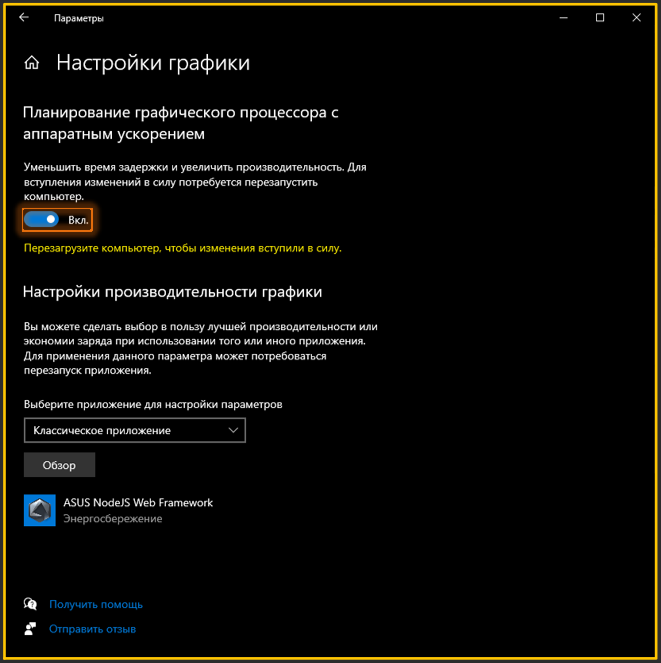 Параметры
Настройки графики
Планирование графического процессора с
аппаратным ускорением
Уменьшить время задержки и увеличить производительность. Для
вступления изменений в силу потребуется перезапустить
компьютер.
Вкл.
Перезагрузите компьютер, чтобы изменения вступили в силу.
Настройки производительности графики
Вы можете сделать выбор в пользу лучшей производительности или
экономии заряда при использовании того или иного приложения.
Для применения данного параметра может потребоваться
перезапуск приложения.
Выберите приложение для настройки параметров
Классическое приложение
Обзор
ASUS NodeJS Web Framework
Энергосбережение
Получить помощь
Отправить отзыв